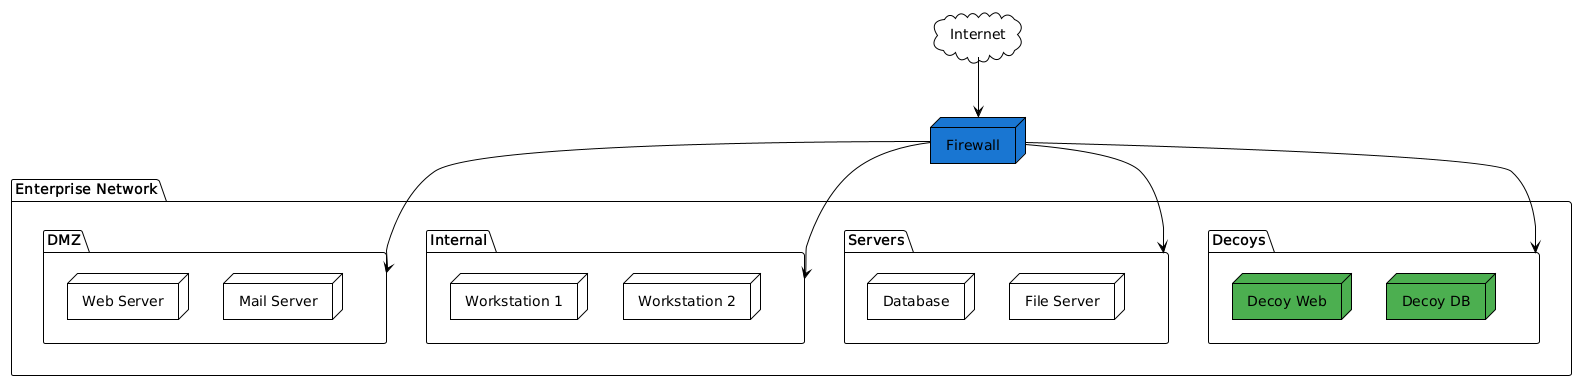 Internet
Firewall
Enterprise Network
DMZ
Internal
Servers
Decoys
Web Server
Mail Server
Workstation 1
Workstation 2
Database
File Server
Decoy Web
Decoy DB